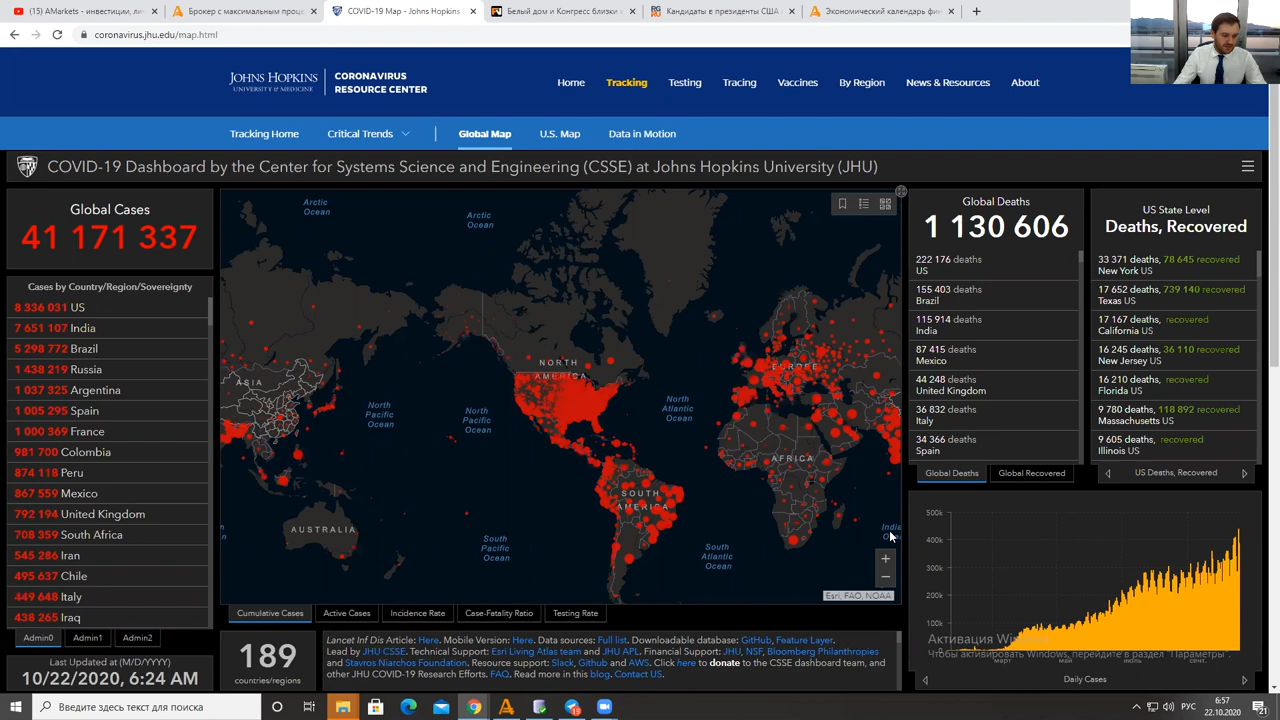 (15) AMarkets - инвестиции, лич
Брокер с максимальным проце
COVID-19 Map - Johns Hopkins
Белый дом и Конгресс близки к
Кандидаты в президенты США
Экономический календарь фин
coronavirus.jhu.edu/map.html
JOHNS HOPKINS
UNIVERSITY & MEDICINE
CORONAVIRUS
RESOURCE CENTER
Home
Tracking
Testing
Tracing
Vaccines
By Region
News & Resources
About
Tracking Home
Critical Trends
Global Map
U.S. Map
Data in Motion
COVID-19 Dashboard by the Center for Systems Science and Engineering (CSSE) at Johns Hopkins University (JHU)
Global Cases
41 171 337
Cases by Country/Region/Sovereignty
8 336 031 US
7 651 107 India
5 298 772 Brazil
1 438 219 Russia
1 037 325 Argentina
1 005 295 Spain
1 000 369 France
981 700 Colombia
874 118 Peru
867 559 Mexico
792 194 United Kingdom
708 359 South Africa
545 286 Iran
495 637 Chile
449 648 Italy
438 265 Iraq
Admin0
Admin1
Admin2
Last Updated at (M/D/YYYY)
10/22/2020, 6:24 AM
Arctic
Ocean
Arctic
Ocean
NORTH
AMERICA
EUROPE
ASIA
North
Pacific
Ocean
North
Pacific
Ocean
North
Atlantic
Ocean
AFRICA
SOUTH
AMERICA
AUSTRALIA
South
Pacific
Ocean
South
Atlantic
Ocean
Esri, FAO, NOAA
Cumulative Cases
Active Cases
Incidence Rate
Case-Fatality Ratio
Testing Rate
189
countries/regions
Lancet Inf Dis Article: Here. Mobile Version: Here. Data sources: Full list. Downloadable database: GitHub, Feature Layer.
Lead by JHU CSSE. Technical Support: Esri Living Atlas team and JHU APL. Financial Support: JHU, NSF, Bloomberg Philanthropies
and Stavros Niarchos Foundation. Resource support: Slack, Github and AWS. Click here to donate to the CSSE dashboard team, and
other JHU COVID-19 Research Efforts. FAQ. Read more in this blog. Contact US.
Global Deaths
1 130 606
222 176 deaths
US
155 403 deaths
Brazil
115 914 deaths
India
87 415 deaths
Mexico
44 248 deaths
United Kingdom
36 832 deaths
Italy
34 366 deaths
Spain
Global Deaths
Global Recovered
US State Level
Deaths, Recovered
33 371 deaths, 78 645 recovered
New York US
17 652 deaths, 739 140 recovered
Texas US
17 167 deaths, recovered
California US
16 245 deaths, 36 110 recovered
New Jersey US
16 210 deaths, recovered
Florida US
9 780 deaths, 118 892 recovered
Massachusetts US
9 605 deaths, recovered
Illinois US
US Deaths, Recovered
500k
400k
300k
200k
100k
март
май
июль
сент.
Активация Windows
Чтобы активировать Windows, перейдите в раздел "Параметры".
Daily Cases
Введите здесь текст для поиска
РУС
6:57
22.10.2020